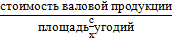 стоимость валовой продукции
площадь с/х угодий